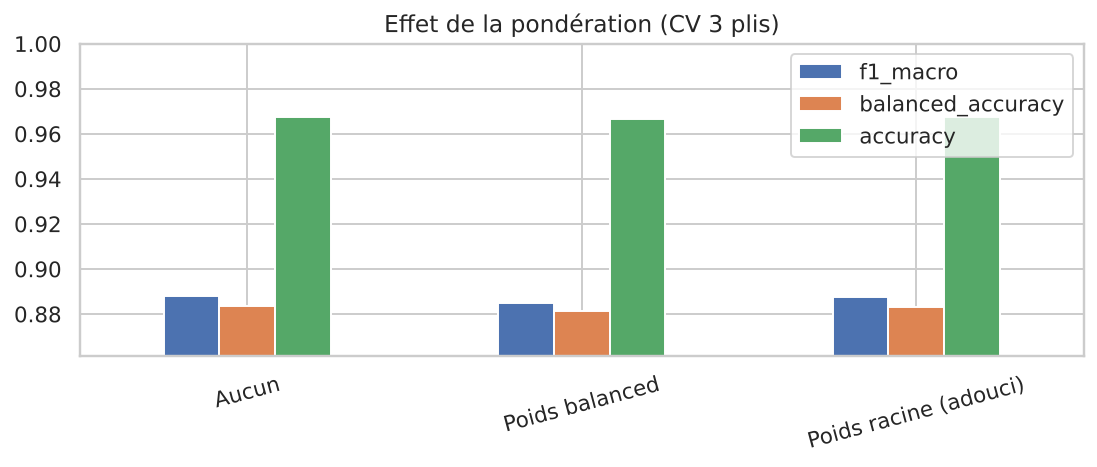 Effet de la pondération (CV 3 plis)
1.00
0.98
0.96
0.94
0.92
0.90
0.88
f1_macro
balanced_accuracy
accuracy
Aucun
Poids balanced
Poids racine (adouci)